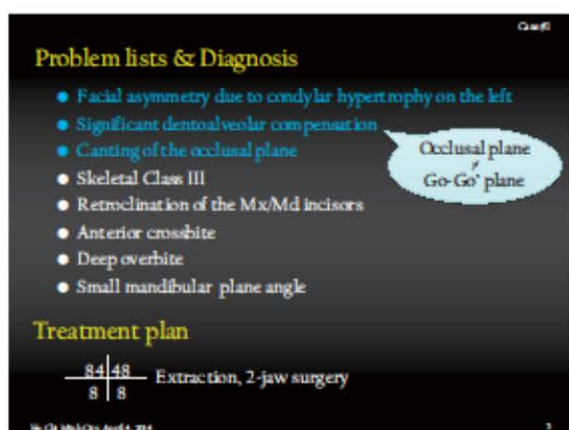 Problem lists & Diagnosis
● Facial asymmetry due to condylar hypertrophy on the left
● Significant dentoalveolar compensation
● Canting of the occlusal plane
Occlusal plane
≠
Go-Go' plane
● Skeletal Class III
● Retroclination of the Mx/Md incisors
● Anterior crossbite
● Deep overbite
● Small mandibular plane angle
Treatment plan
84 48
8 8
Extraction, 2-jaw surgery